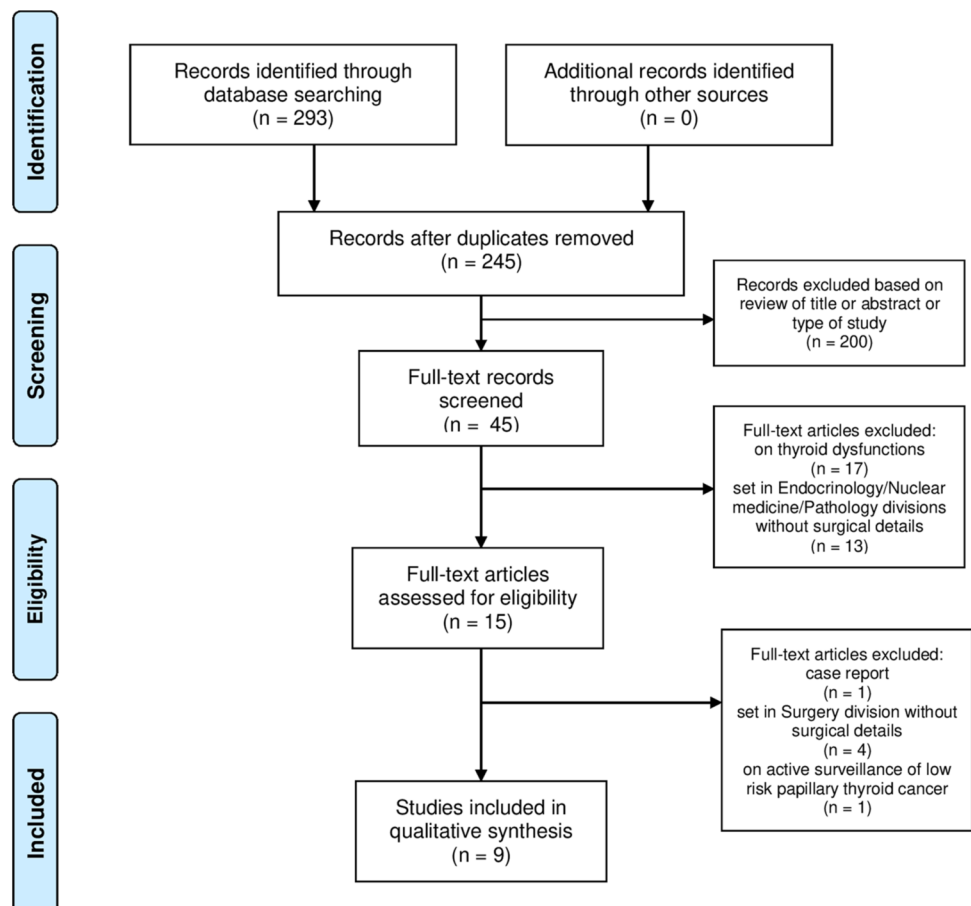 Identification
Records identified through
database searching
(n = 293)
Additional records identified
through other sources
(n = 0)
Records after duplicates removed
(n = 245)
Screening
Records excluded based on
review of title or abstract or
type of study
(n = 200)
Full-text records
screened
(n = 45)
Full-text articles excluded:
on thyroid dysfunctions
(n = 17)
set in Endocrinology/Nuclear
medicine/Pathology divisions
without surgical details
(n = 13)
Eligibility
Full-text articles
assessed for eligibility
(n = 15)
Full-text articles excluded:
case report
(n = 1)
set in Surgery division without
surgical details
(n = 4)
on active surveillance of low
risk papillary thyroid cancer
(n = 1)
Included
Studies included in
qualitative synthesis
(n = 9)